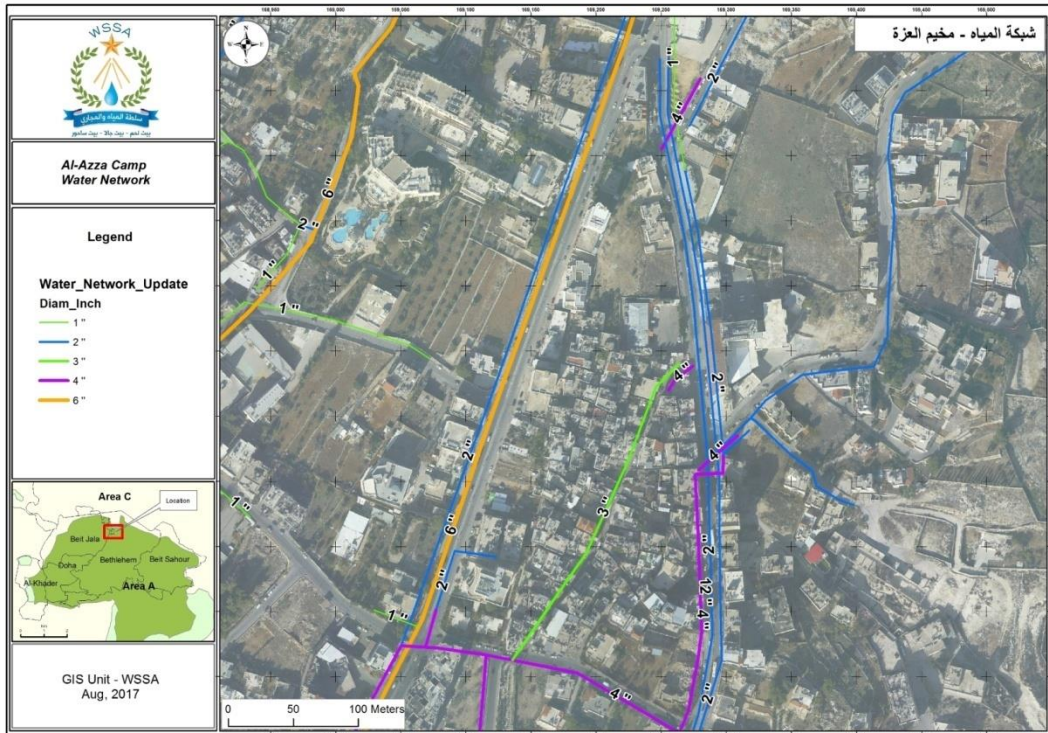 WSSA
سلطة المياه والمجاري
بيت لحم - بيت جالا - بيت ساحور
Al-Azza Camp
Water Network
Legend
Water_Network_Update
Diam_Inch
1 "
2 "
3 "
4 "
6 "
Area C
Location
Beit Jala
Doha
Bethlehem
Beit Sahour
Al-Khader
Area A
GIS Unit - WSSA
Aug, 2017
شبكة المياه - مخيم العزة
N
W
E
S
1 "
2 "
4 "
6 "
2 "
1 "
1 "
4 "
2 "
2 "
4 "
6 "
3 "
1 "
2 "
2 "
12 "
4 "
1 "
4 "
2 "
0 50 100 Meters